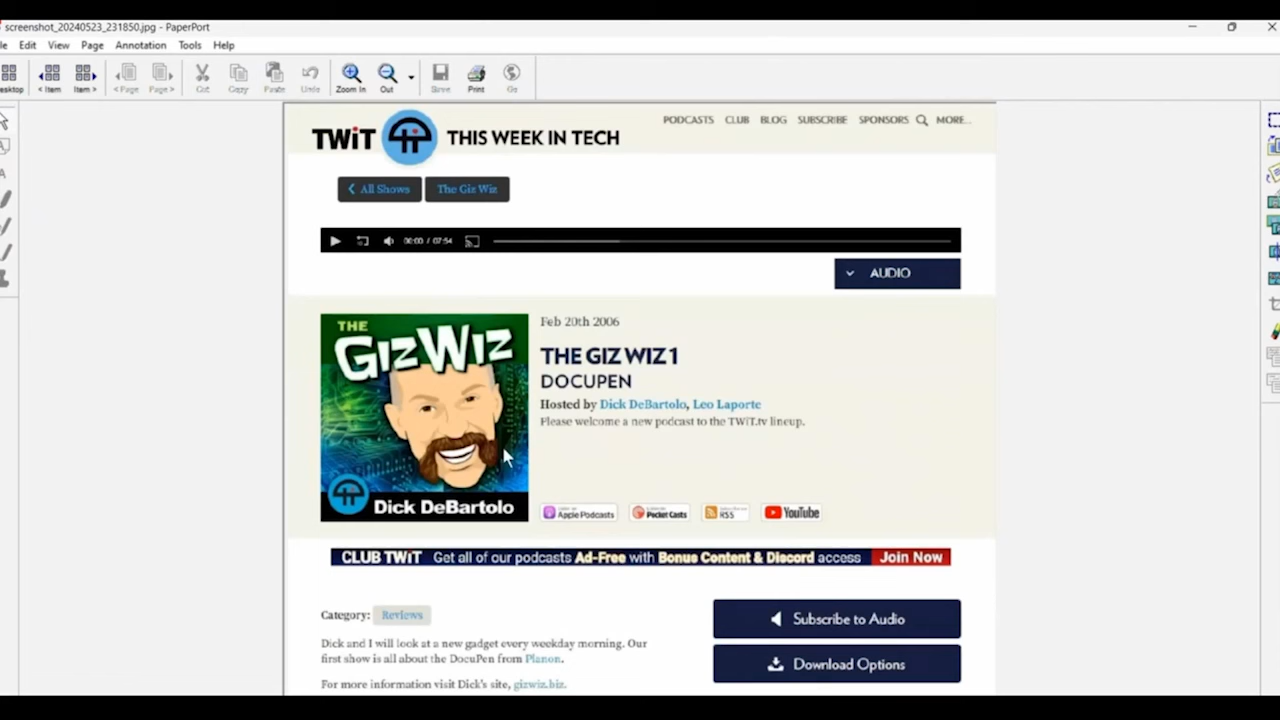 screenshot_20240523_231850.jpg - PaperPort
le Edit View Page Annotation Tools Help
esktop < Item Item > < Page Page > Cut Copy Paste Undo Zoom In Out Save Print Go
TWiT THIS WEEK IN TECH
PODCASTS CLUB BLOG SUBSCRIBE SPONSORS MORE...
All Shows The Giz Wiz
00:00 / 07:54
AUDIO
THE
GIZ WIZ
Dick DeBartolo
Feb 20th 2006
THE GIZ WIZ 1
DOCUPEN
Hosted by Dick DeBartolo, Leo Laporte
Please welcome a new podcast to the TWiT.tv lineup.
Apple Podcasts Pocket Casts RSS YouTube
CLUB TWiT Get all of our podcasts Ad-Free with Bonus Content & Discord access Join Now
Category: Reviews
Subscribe to Audio
Dick and I will look at a new gadget every weekday morning. Our
first show is all about the DocuPen from Planon.
Download Options
For more information visit Dick's site, gizwiz.biz.